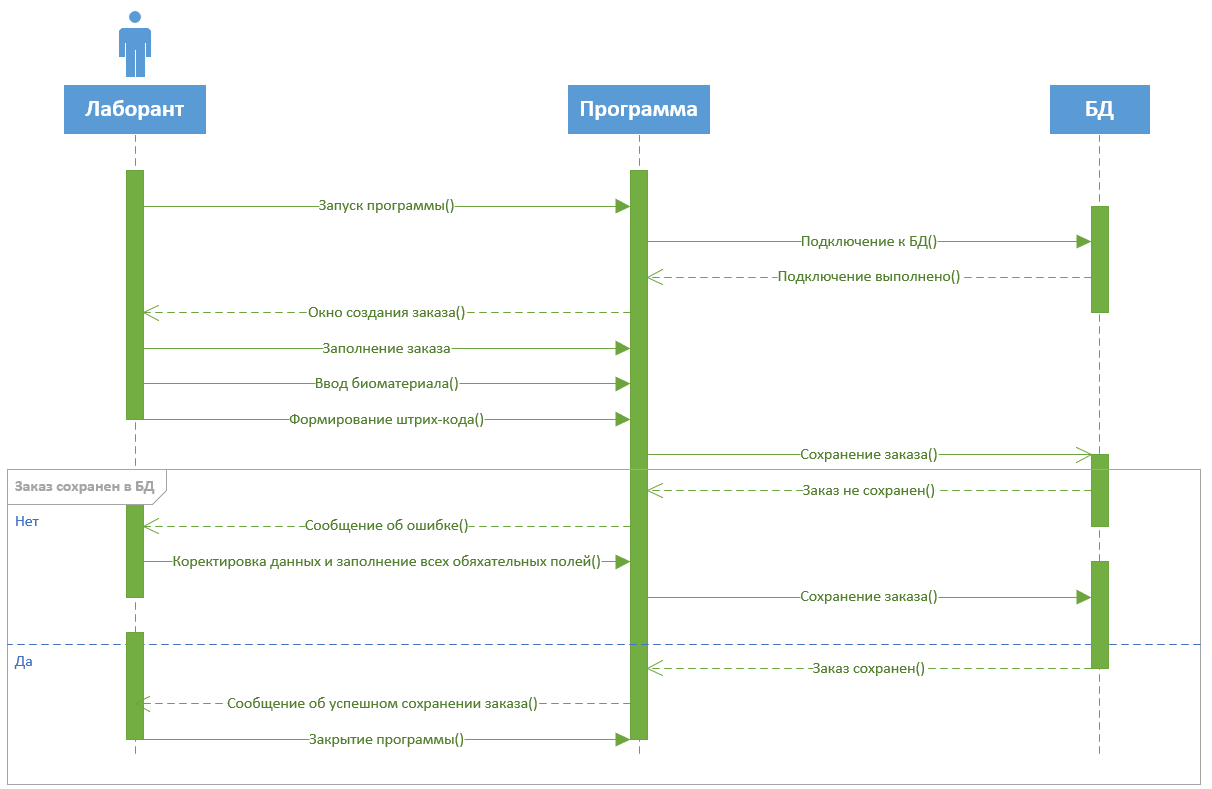 Лаборант
Программа
БД
Запуск программы()
Подключение к БД()
Подключение выполнено()
Окно создания заказа()
Заполнение заказа
Ввод биоматериала()
Формирование штрих-кода()
Сохранение заказа()
Заказ сохранен в БД
Заказ не сохранен()
Нет
Сообщение об ошибке()
Коректировка данных и заполнение всех обяхательных полей()
Сохранение заказа()
Да
Заказ сохранен()
Сообщение об успешном сохранении заказа()
Закрытие программы()